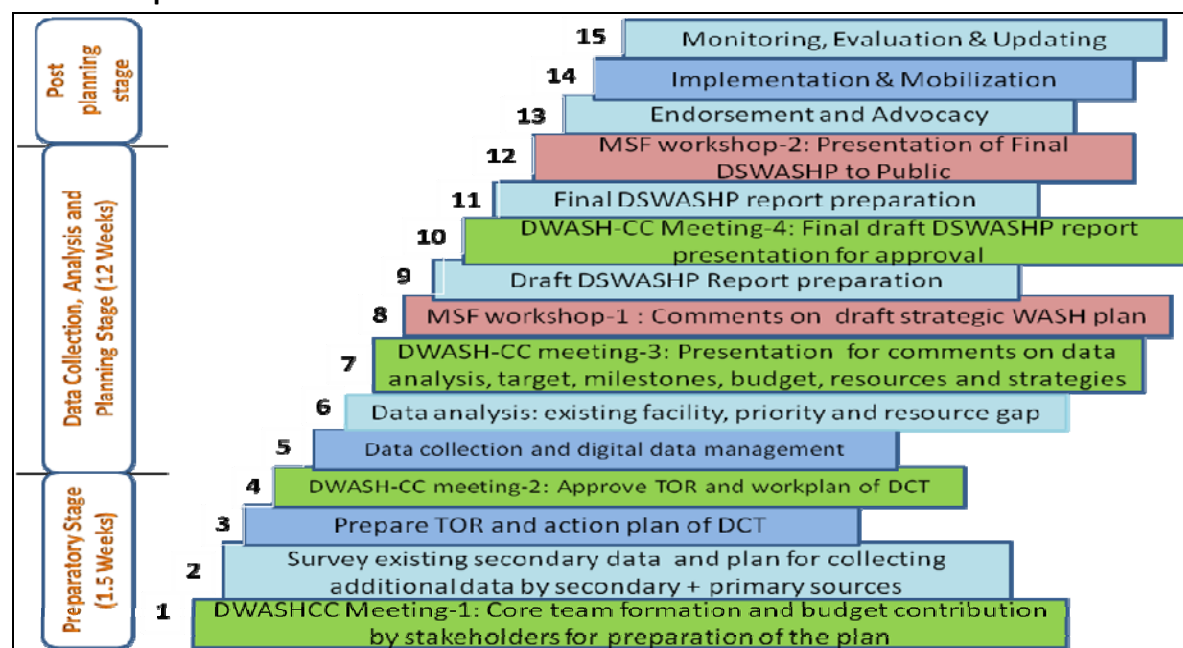 15 Monitoring, Evaluation & Updating
14 Implementation & Mobilization
13 Endorsement and Advocacy
12 MSF workshop-2: Presentation of Final
DSWASHP to Public
11 Final DSWASHP report preparation
10 DWASH-CC Meeting-4: Final draft DSWASHP report
presentation for approval
9 Draft DSWASHP Report preparation
8 MSF workshop-1 : Comments on draft strategic WASH plan
7 DWASH-CC meeting-3: Presentation for comments on data
analysis, target, milestones, budget, resources and strategies
6 Data analysis: existing facility, priority and resource gap
5 Data collection and digital data management
4 DWASH-CC meeting-2: Approve TOR and workplan of DCT
3 Prepare TOR and action plan of DCT
2 Survey existing secondary data and plan for collecting
additional data by secondary + primary sources
1 DWASHCC Meeting-1: Core team formation and budget contribution
by stakeholders for preparation of the plan
Post
planning
stage
Data Collection, Analysis and
Planning Stage (12 Weeks)
Preparatory Stage
(1.5 Weeks)